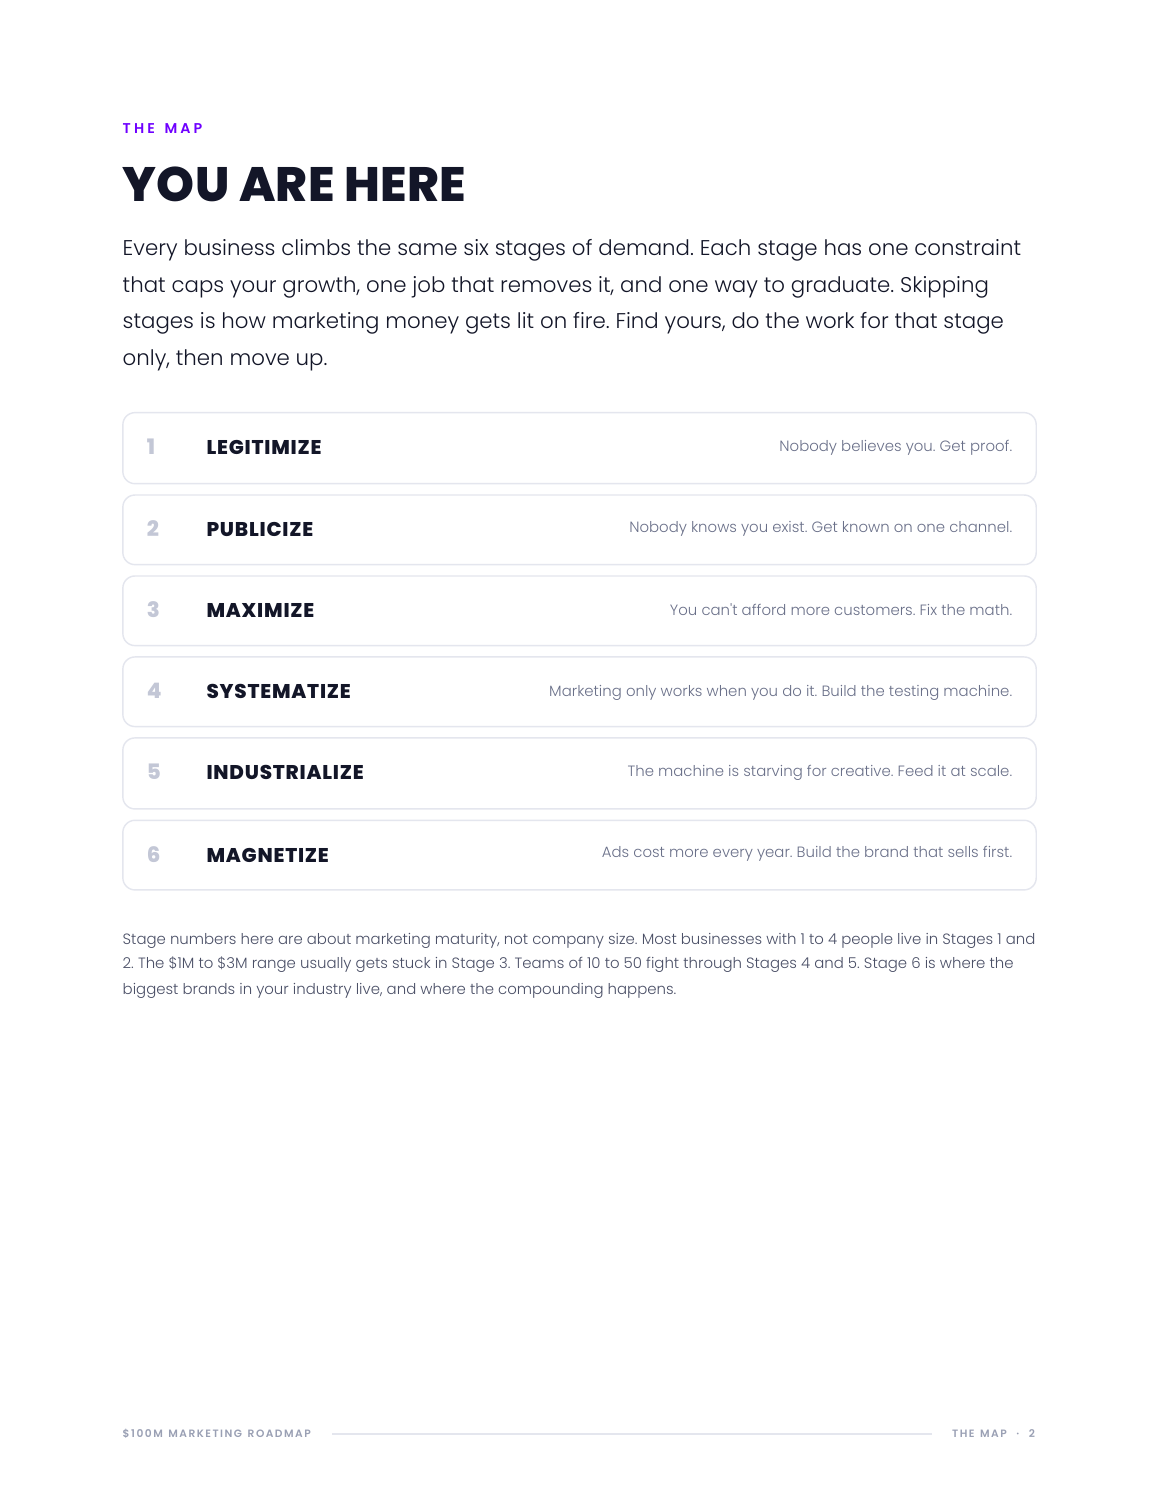 THE MAP
YOU ARE HERE
Every business climbs the same six stages of demand. Each stage has one constraint
that caps your growth, one job that removes it, and one way to graduate. Skipping
stages is how marketing money gets lit on fire. Find yours, do the work for that stage
only, then move up.
1 LEGITIMIZE Nobody believes you. Get proof.
2 PUBLICIZE Nobody knows you exist. Get known on one channel.
3 MAXIMIZE You can't afford more customers. Fix the math.
4 SYSTEMATIZE Marketing only works when you do it. Build the testing machine.
5 INDUSTRIALIZE The machine is starving for creative. Feed it at scale.
6 MAGNETIZE Ads cost more every year. Build the brand that sells first.
Stage numbers here are about marketing maturity, not company size. Most businesses with 1 to 4 people live in Stages 1 and
2. The $1M to $3M range usually gets stuck in Stage 3. Teams of 10 to 50 fight through Stages 4 and 5. Stage 6 is where the
biggest brands in your industry live, and where the compounding happens.
$100M MARKETING ROADMAP THE MAP · 2